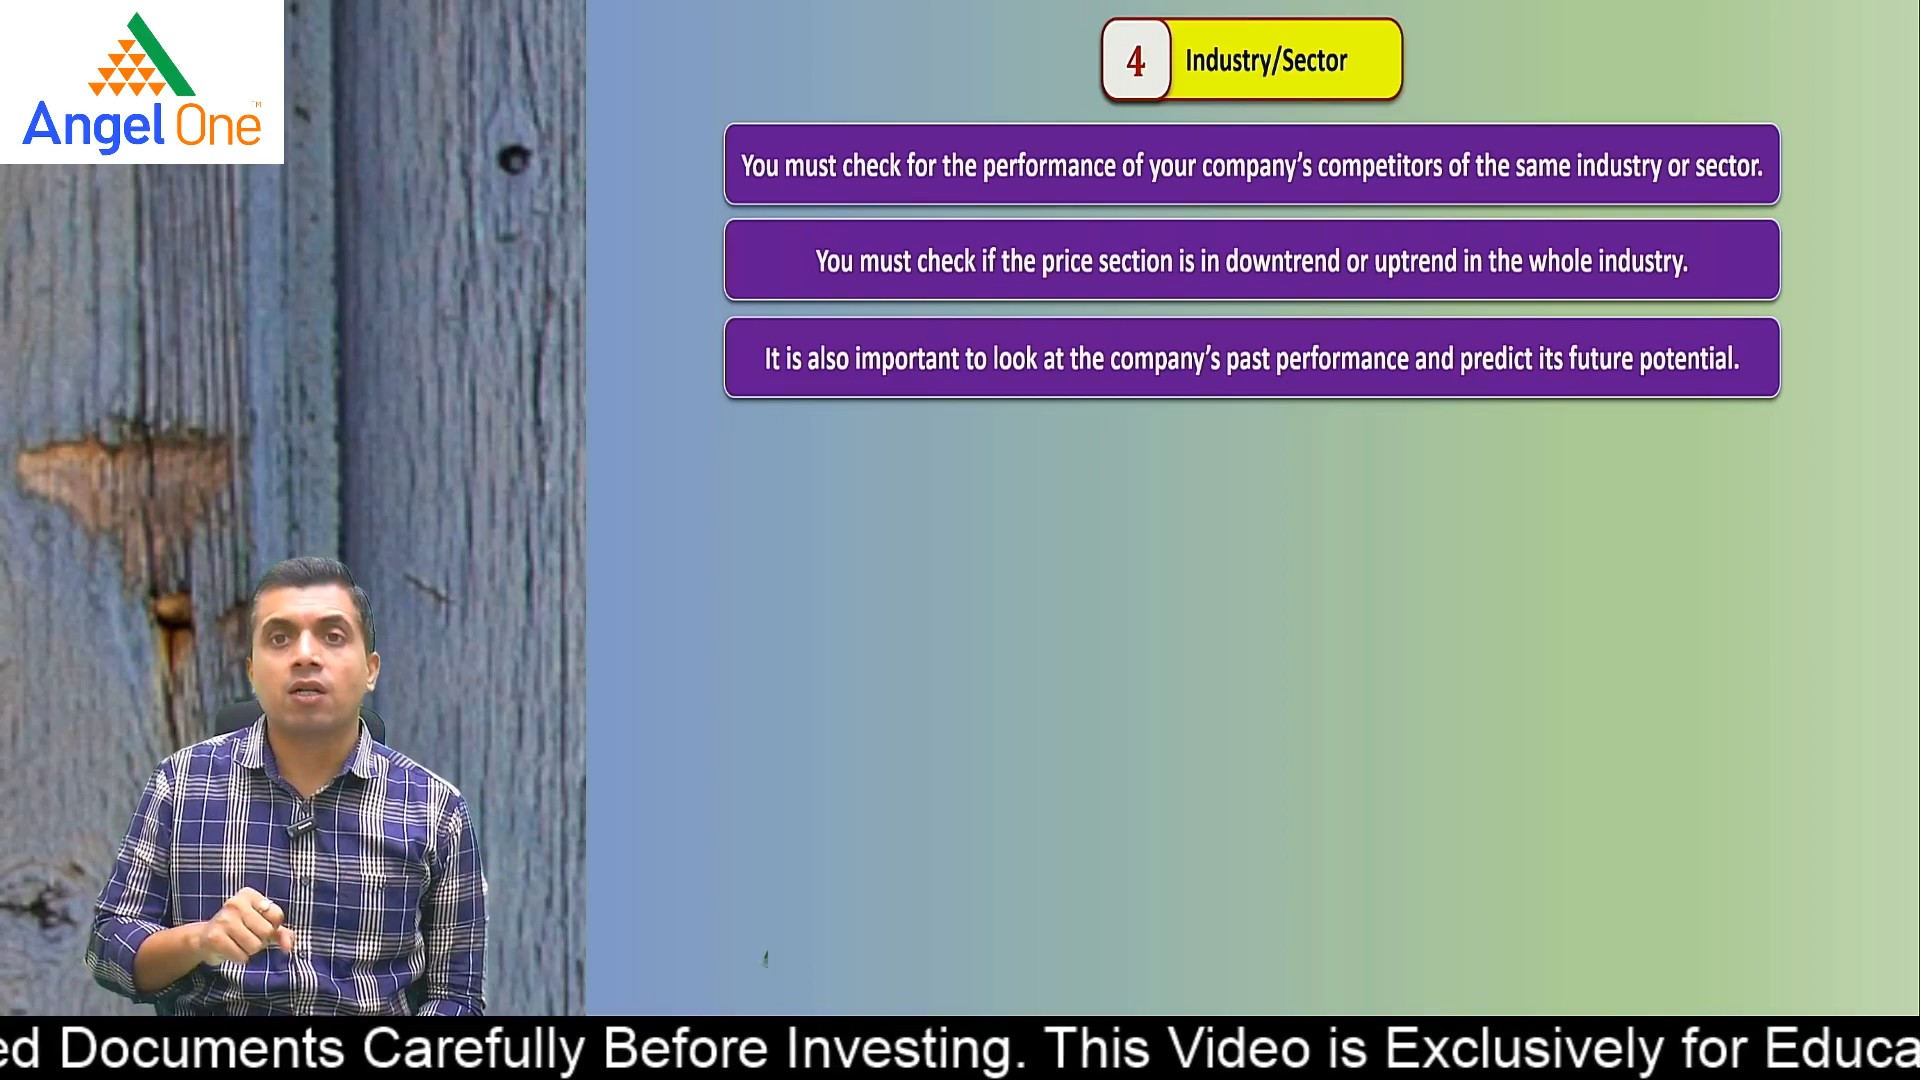 Angel One
4 Industry/Sector
You must check for the performance of your company's competitors of the same industry or sector.
You must check if the price section is in downtrend or uptrend in the whole industry.
It is also important to look at the company's past performance and predict its future potential.
ed Documents Carefully Before Investing. This Video is Exclusively for Educa